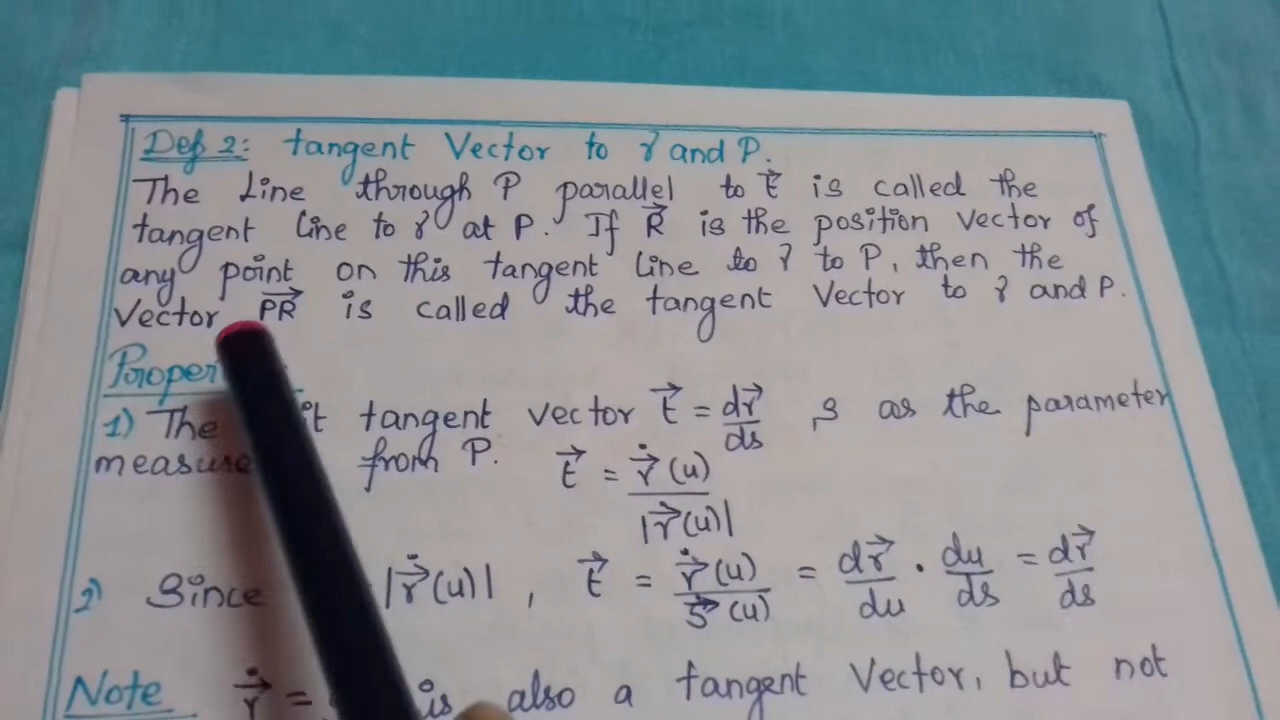 Def 2: tangent Vector to γ and P.
The Line through P parallel to t⃗ is called the
tangent line to γ at P. If R⃗ is the position vector of
any point on this tangent line to γ to P, then the
Vector P͞R⃗ is called the tangent Vector to γ and P.
1) The tangent vector t⃗ = dr⃗/ds, s as the parameter
from P. t⃗ = ṙ⃗(u)/|ṙ⃗(u)|
2) Since |ṙ⃗(u)|, t⃗ = ṙ⃗(u)/s⃗(u) = dr⃗/du · du/ds = dr⃗/ds
Note ṙ⃗ = is also a tangent Vector, but not